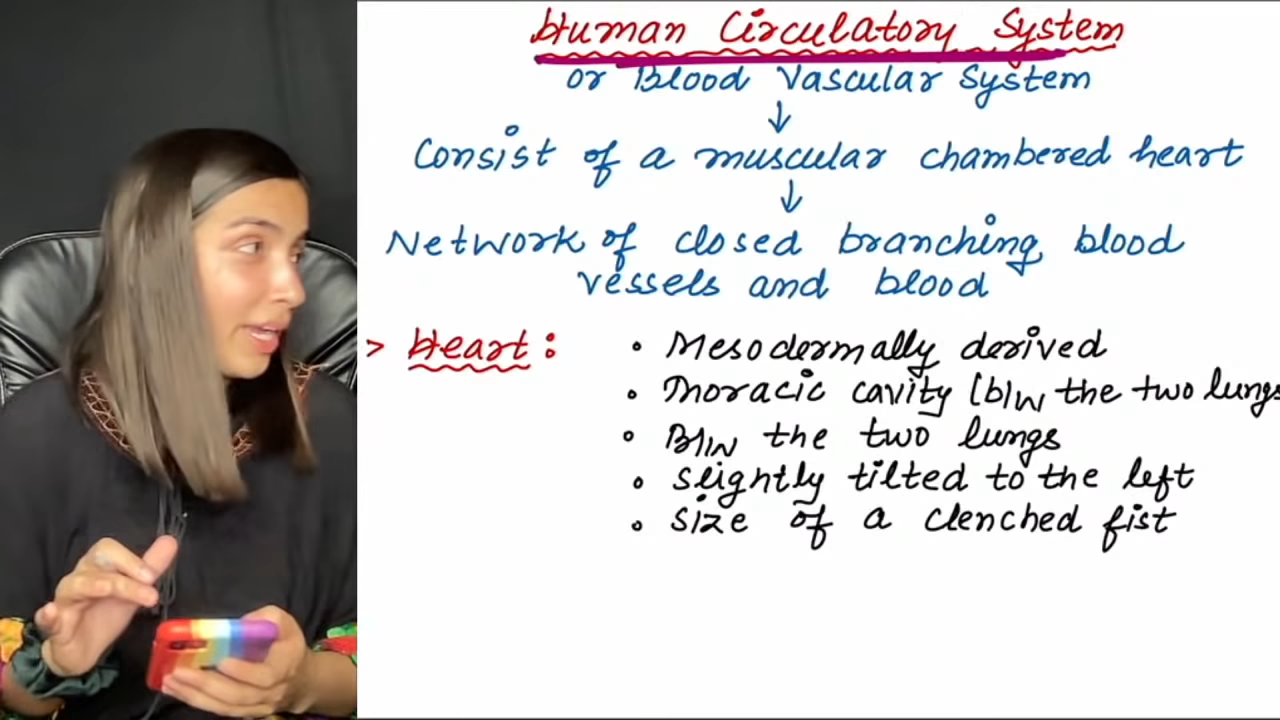 Human Circulatory System
or Blood Vascular System
↓
Consist of a muscular chambered heart
↓
Network of closed branching blood
vessels and blood
> Heart: • Mesodermally derived
• Thoracic cavity (b/w the two lungs
• B/w the two lungs
• slightly tilted to the left
• size of a clenched fist